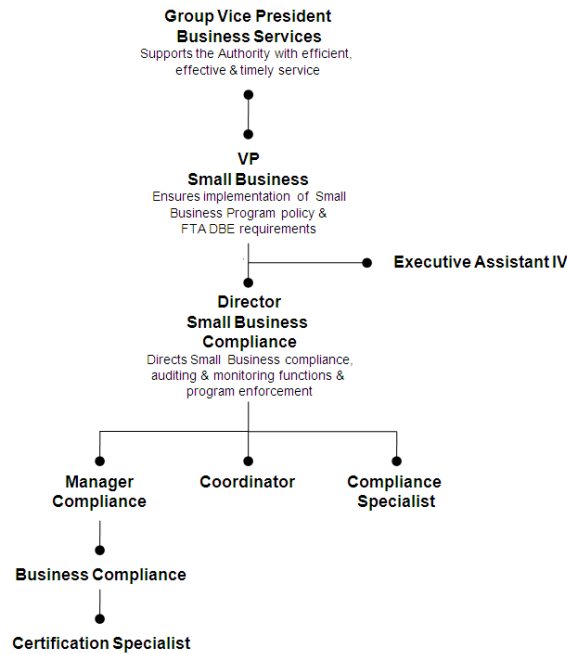 Group Vice President
Business Services
Supports the Authority with efficient,
effective & timely service
VP
Small Business
Ensures implementation of Small
Business Program policy &
FTA DBE requirements
Executive Assistant IV
Director
Small Business
Compliance
Directs Small Business compliance,
auditing & monitoring functions &
program enforcement
Manager
Compliance
Coordinator
Compliance
Specialist
Business Compliance
Certification Specialist